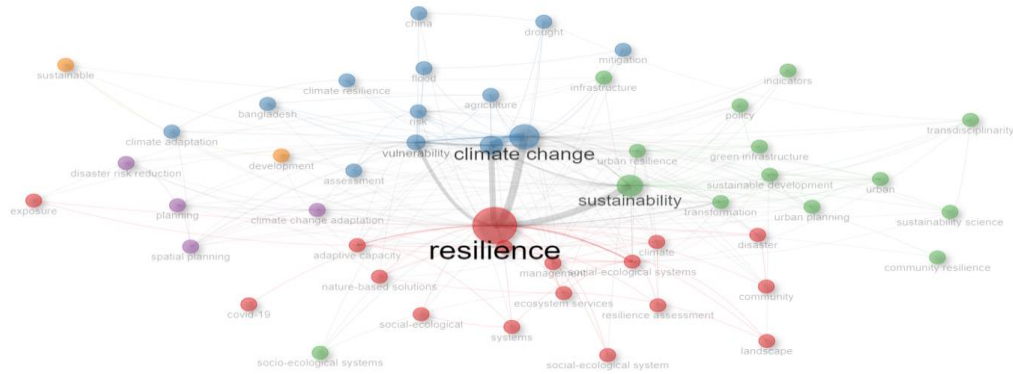 china
drought
mitigation
sustainable
flood
indicators
climate resilience
infrastructure
agriculture
bangladesh
policy
risk
transdisciplinarity
climate adaptation
vulnerability
climate change
urban resilience
green infrastructure
disaster risk reduction
development
assessment
sustainable development
urban
sustainability
exposure
planning
climate change adaptation
transformation
urban planning
sustainability science
spatial planning
adaptive capacity
resilience
climate
disaster
community resilience
management
social-ecological systems
nature-based solutions
ecosystem services
community
covid-19
social-ecological
systems
resilience assessment
landscape
socio-ecological systems
social-ecological system